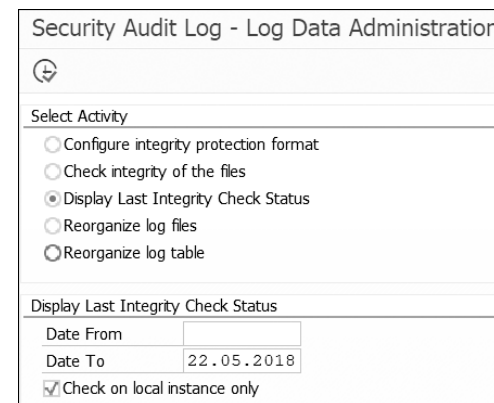 Security Audit Log - Log Data Administration
Select Activity
Configure integrity protection format
Check integrity of the files
Display Last Integrity Check Status
Reorganize log files
Reorganize log table
Display Last Integrity Check Status
Date From
Date To 22.05.2018
Check on local instance only